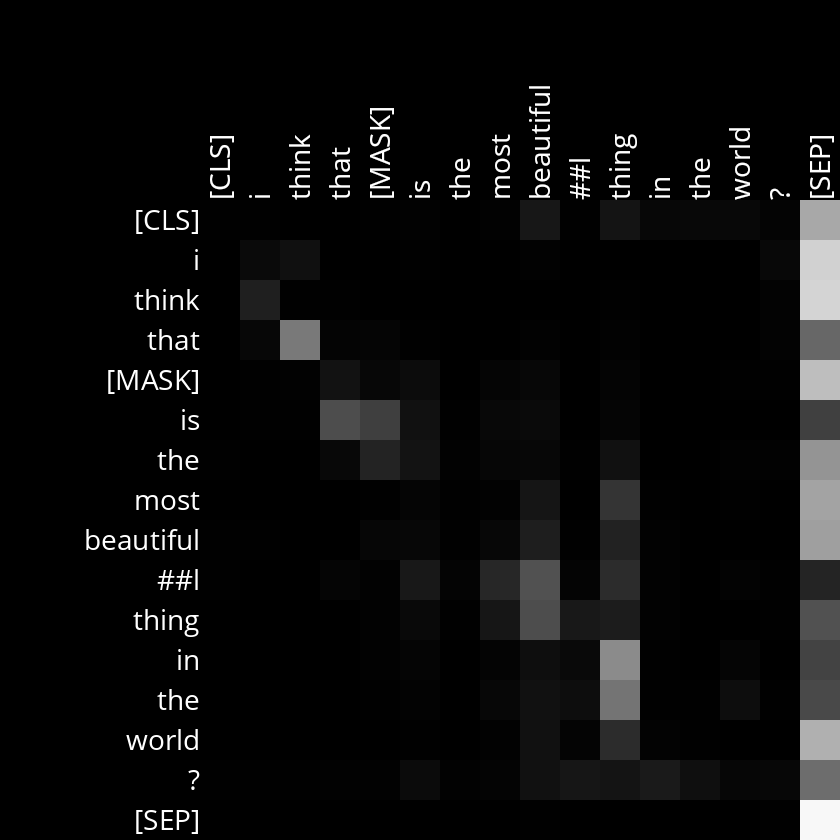 [CLS] i think that [MASK] is the most beautiful ##l thing in the world ? [SEP]
[CLS]
i
think
that
[MASK]
is
the
most
beautiful
##l
thing
in
the
world
?
[SEP]